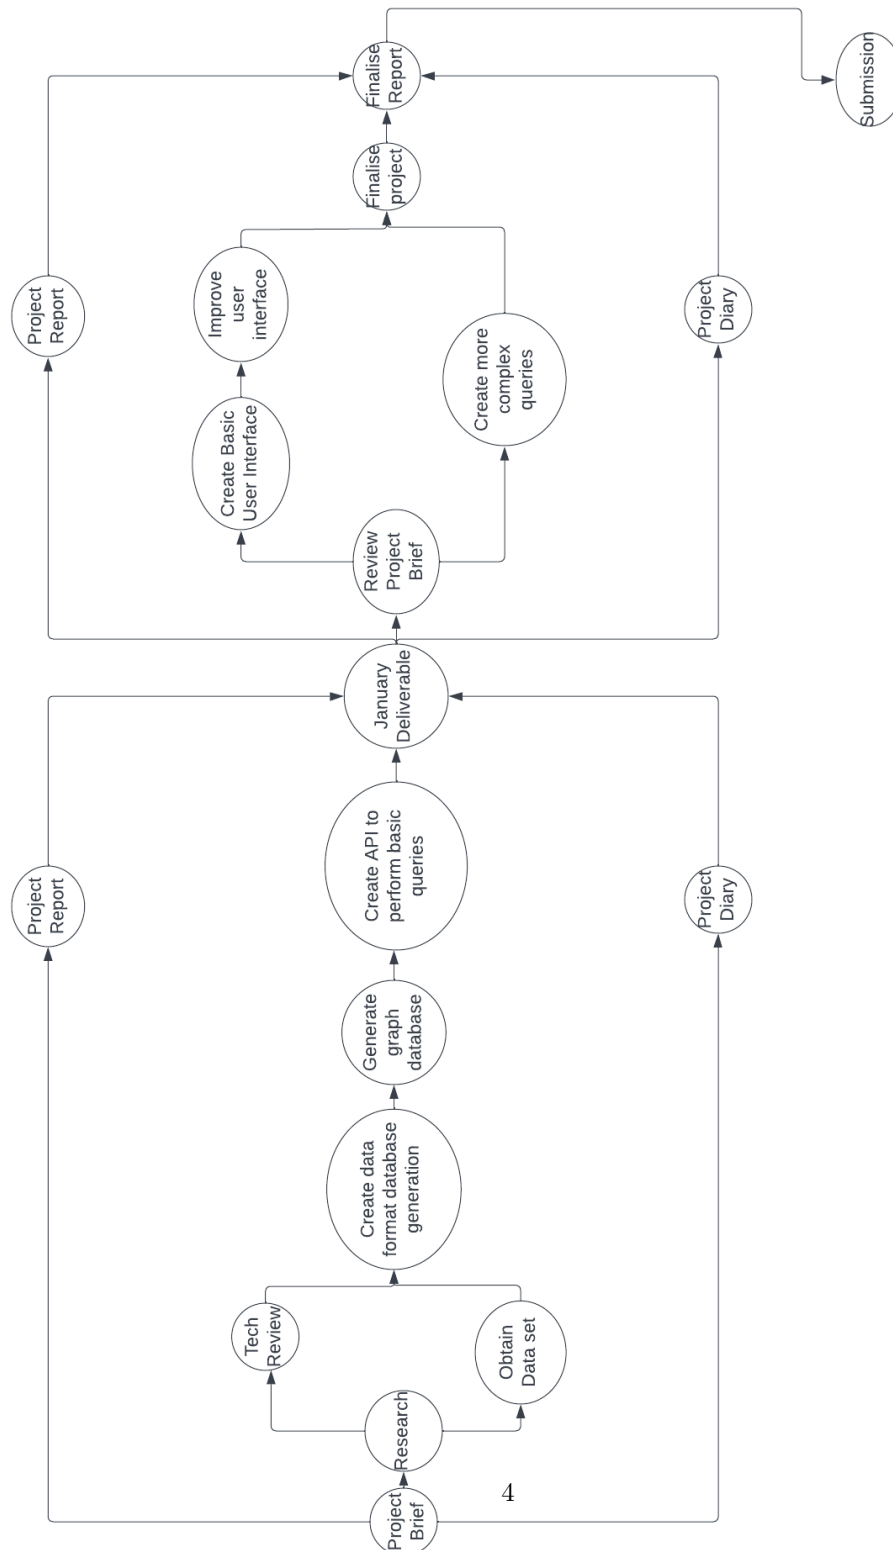 Project
Brief
Research
Tech
Review
Obtain
Data set
Create data
format database
generation
Generate
graph
database
Create API to
perform basic
queries
Project
Report
Project
Diary
January
Deliverable
Review
Project
Brief
Create Basic
User Interface
Improve
user
interface
Create more
complex
queries
Project
Report
Project
Diary
Finalise
project
Finalise
Report
Submission
4